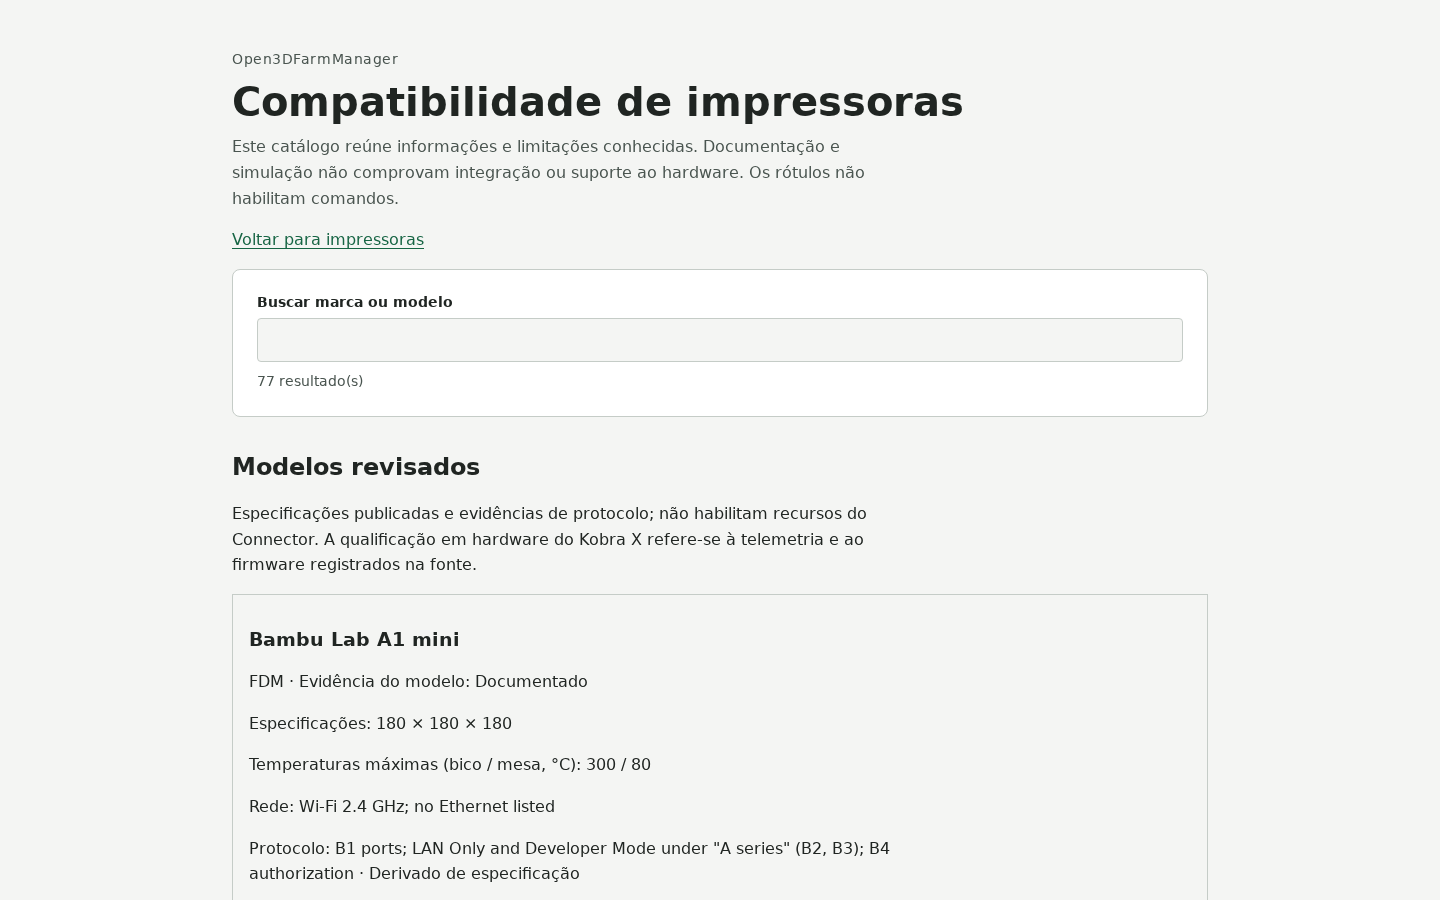 Open3DFarmManager
Compatibilidade de impressoras
Este catálogo reúne informações e limitações conhecidas. Documentação e
simulação não comprovam integração ou suporte ao hardware. Os rótulos não
habilitam comandos.
Voltar para impressoras
Buscar marca ou modelo
77 resultado(s)
Modelos revisados
Especificações publicadas e evidências de protocolo; não habilitam recursos do
Connector. A qualificação em hardware do Kobra X refere-se à telemetria e ao
firmware registrados na fonte.
Bambu Lab A1 mini
FDM · Evidência do modelo: Documentado
Especificações: 180 × 180 × 180
Temperaturas máximas (bico / mesa, °C): 300 / 80
Rede: Wi-Fi 2.4 GHz; no Ethernet listed
Protocolo: B1 ports; LAN Only and Developer Mode under "A series" (B2, B3); B4
authorization · Derivado de especificação